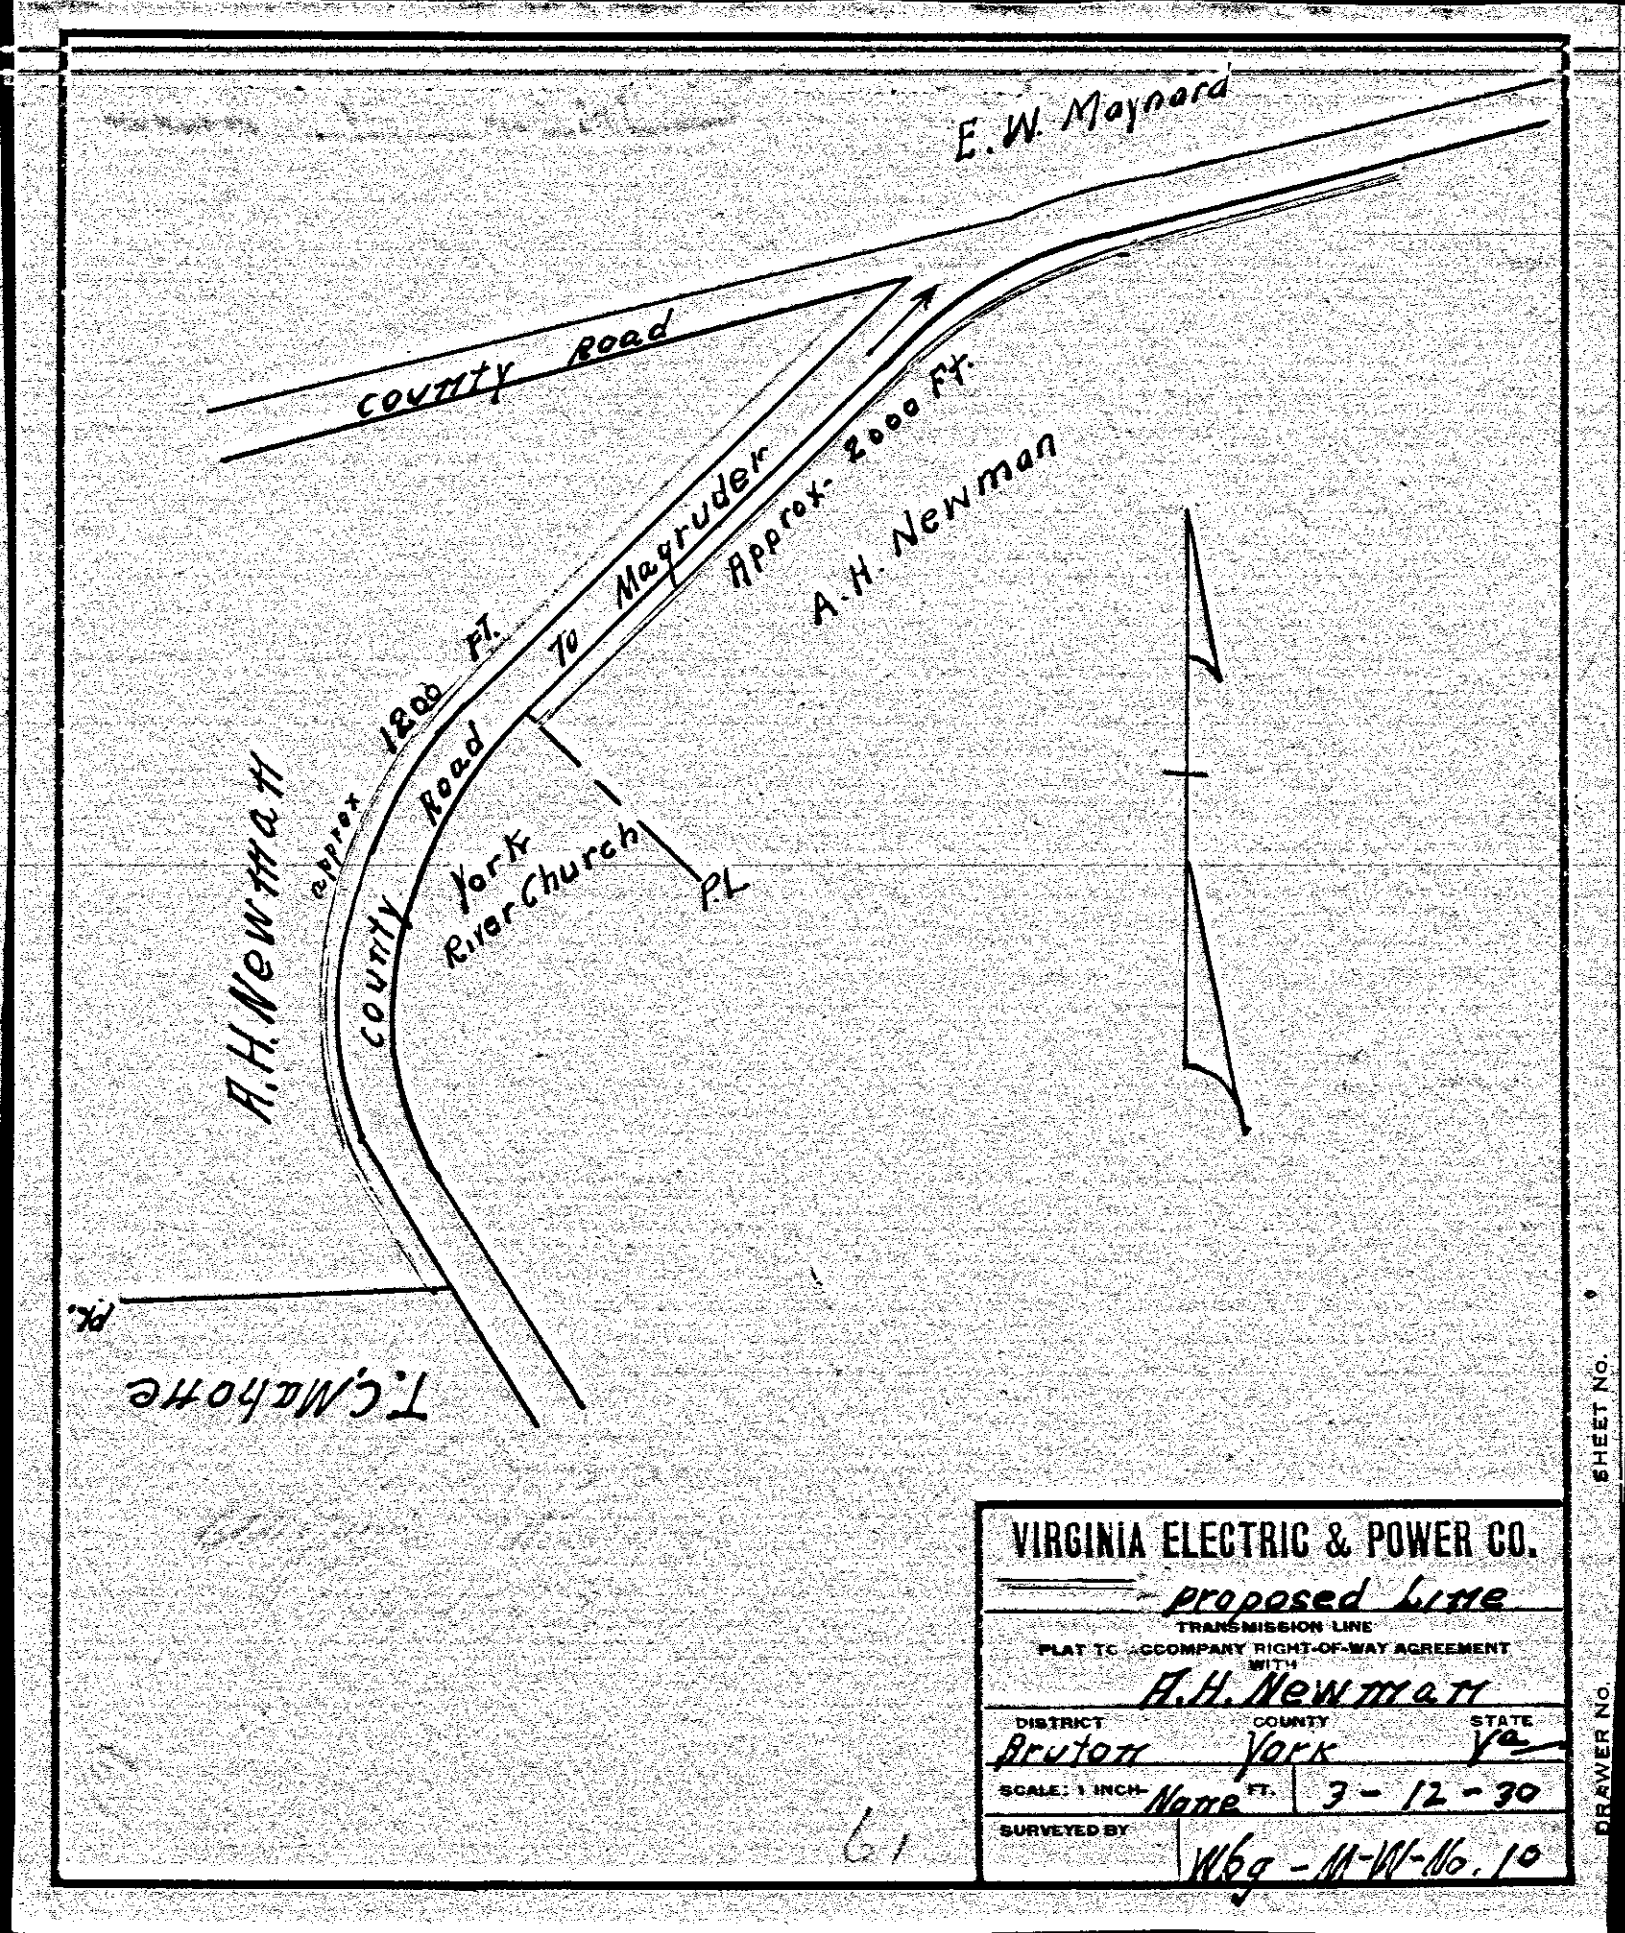 E. W. Maynard
county Road
approx 1800 FT.
County Road To Magruder
Approx- 2000 Ft.
A. H. Newman
A.H. Newman
York
River Church
P.L
P.L.
T.C. Mahone
VIRGINIA ELECTRIC & POWER CO.
proposed Line
TRANSMISSION LINE
PLAT TO ACCOMPANY RIGHT-OF-WAY AGREEMENT
WITH
A.H. Newman
DISTRICT COUNTY STATE
Bruton York Va
SCALE: 1 INCH- None FT. 3 - 12 - 30
SURVEYED BY
Wbg - M-W-No. 10
61
SHEET No.
DRAWER No.